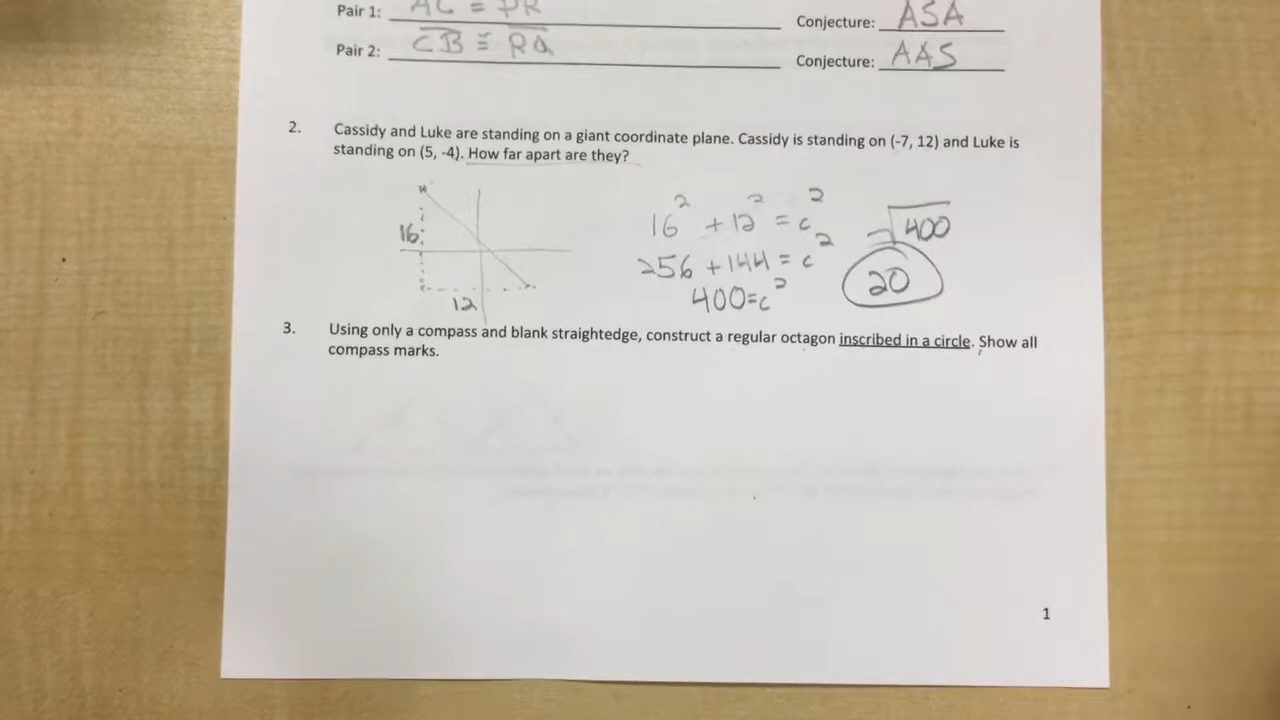 Pair 1: AC = PR
Conjecture: ASA
Pair 2: CB ≅ RQ
Conjecture: AAS
2. Cassidy and Luke are standing on a giant coordinate plane. Cassidy is standing on (-7, 12) and Luke is
standing on (5, -4). How far apart are they?
16
12
16² + 12² = c²
256 + 144 = c²
400 = c²
√400
20
3. Using only a compass and blank straightedge, construct a regular octagon inscribed in a circle. Show all
compass marks.
1